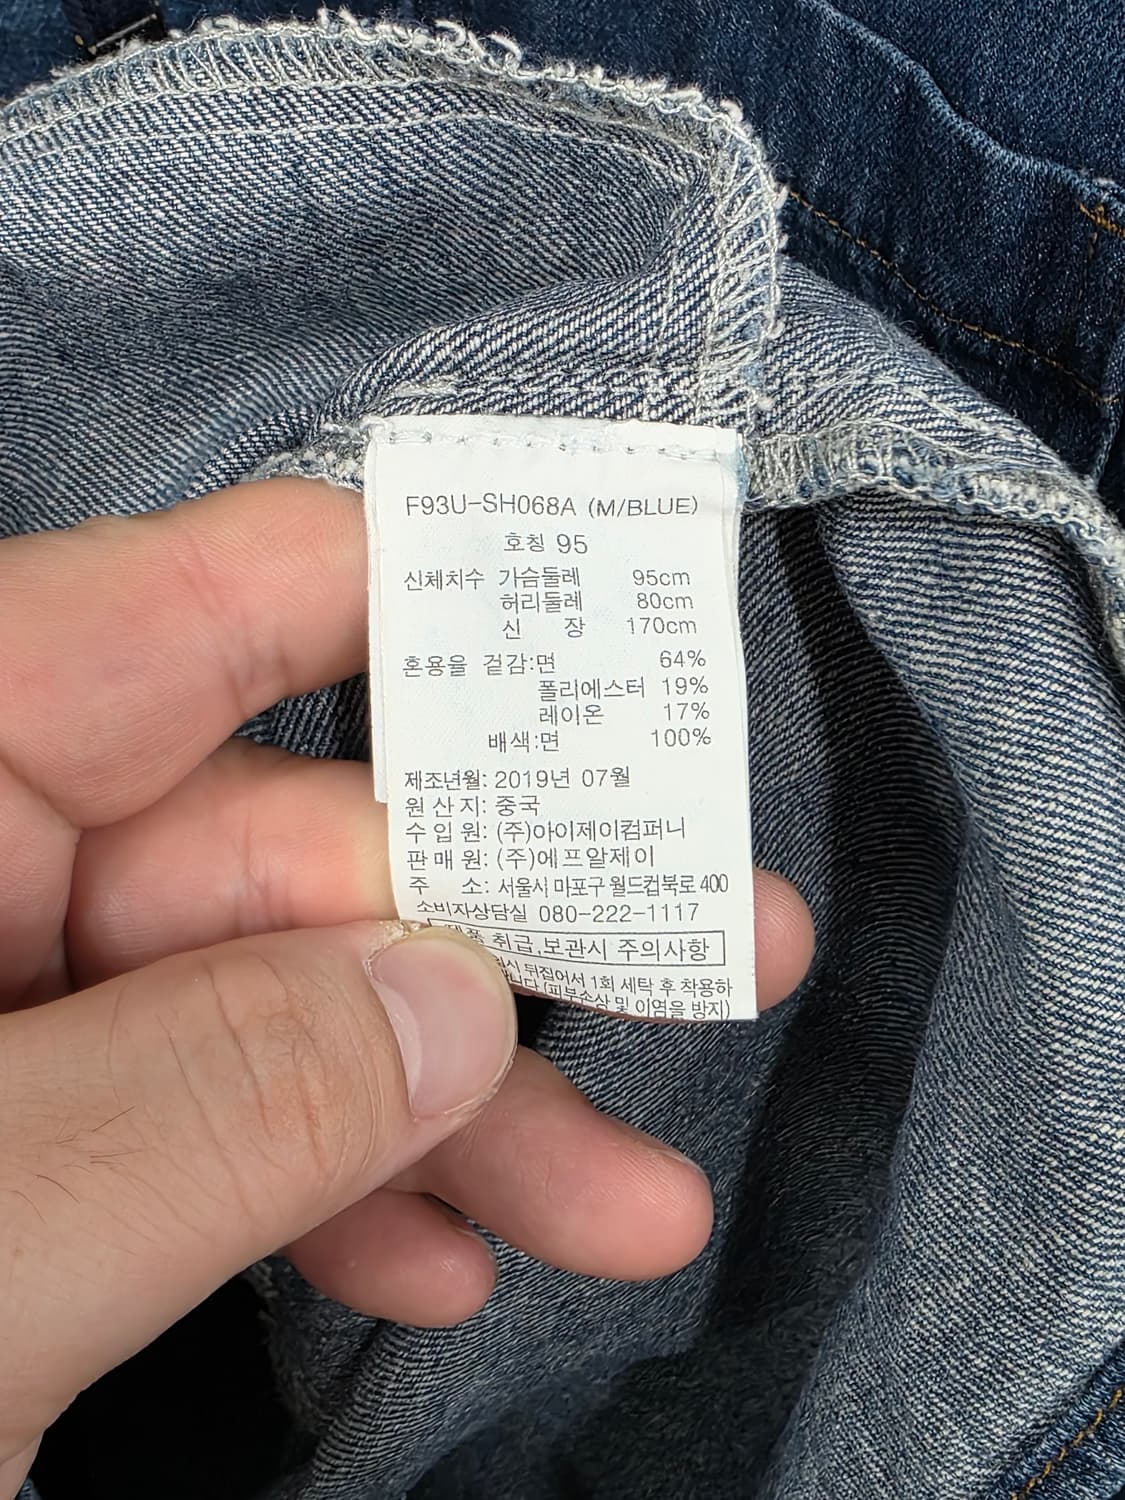 F93U-SH068A (M/BLUE)
호칭 95
신체치수 가슴둘레 95cm
허리둘레 80cm
신 장 170cm
혼용율 겉감:면 64%
폴리에스터 19%
레이온 17%
배색:면 100%
제조년월: 2019년 07월
원 산 지: 중국
수 입 원: (주)아이제이컴퍼니
판 매 원: (주)에프알제이
주 소: 서울시 마포구 월드컵북로 400
소비자상담실 080-222-1117
취급,보관시 주의사항
뒤집어서 1회 세탁 후 착용하
(피부손상 및 이염을 방지)